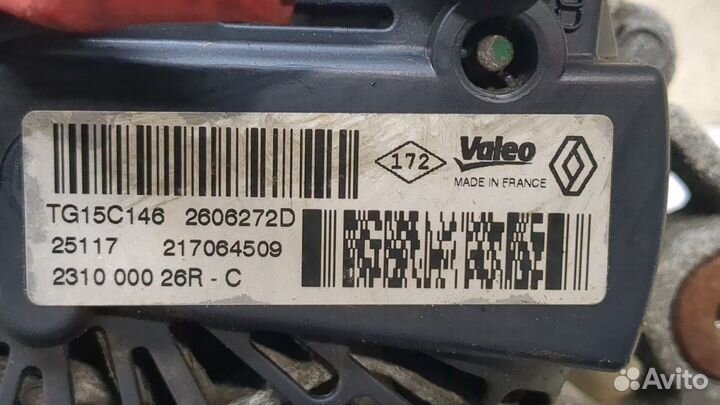 172
Valeo
MADE IN FRANCE
TG15C146 2606272D
25117 217064509
2310 000 26R - C
Avito